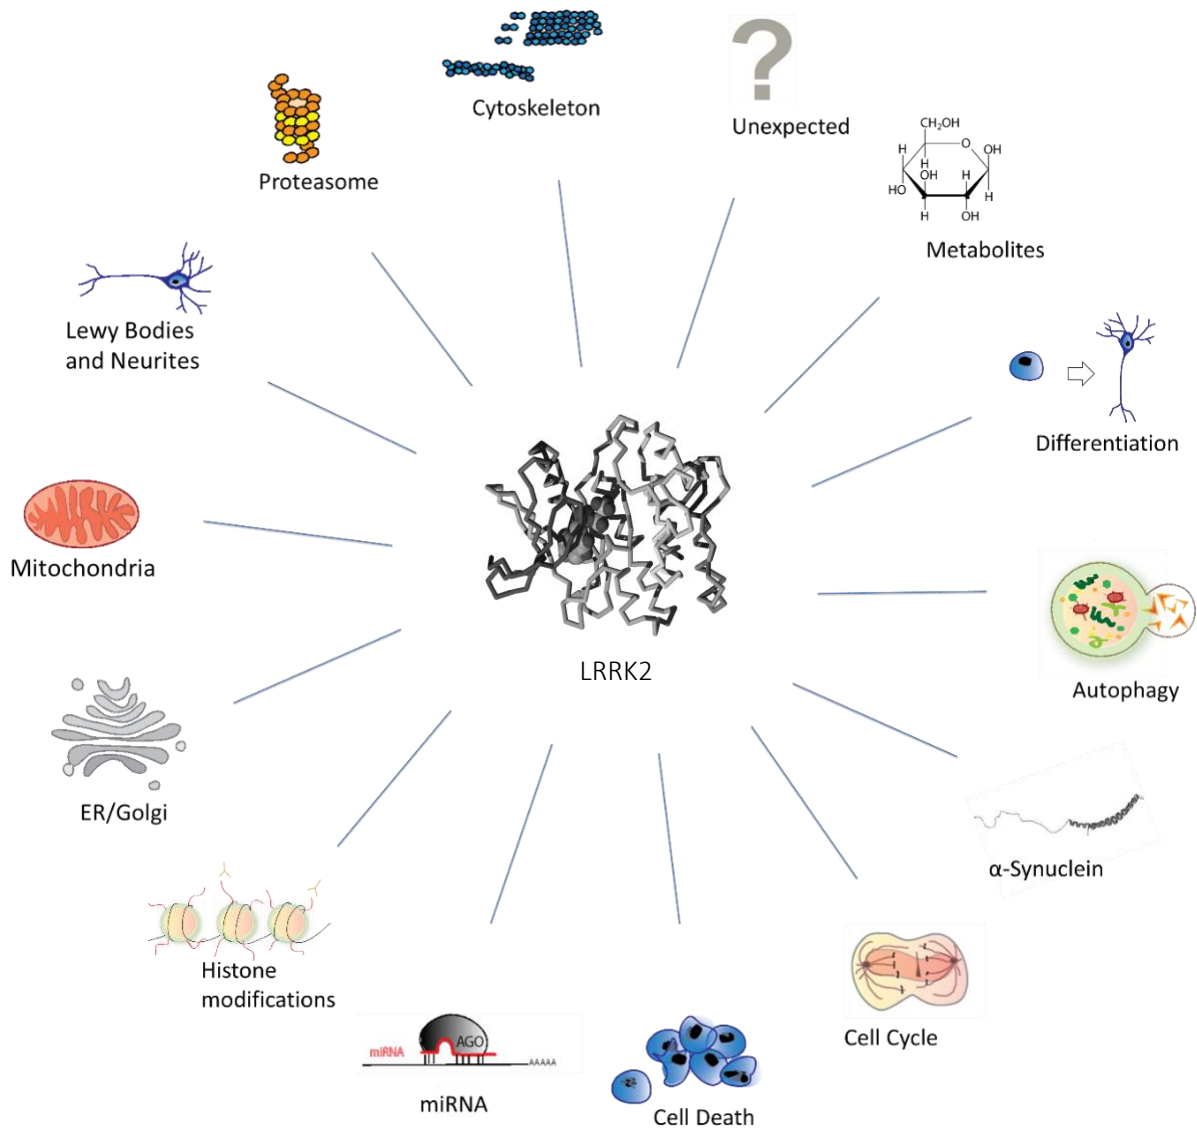 Cytoskeleton
?
Unexpected
Proteasome
CH₂OH
O
H
OH
H
OH
H
HO
H
H
OH
Metabolites
Lewy Bodies
and Neurites
Differentiation
Mitochondria
LRRK2
Autophagy
ER/Golgi
α-Synuclein
Histone
modifications
Cell Cycle
miRNA
AGO
AAAAA
miRNA
Cell Death